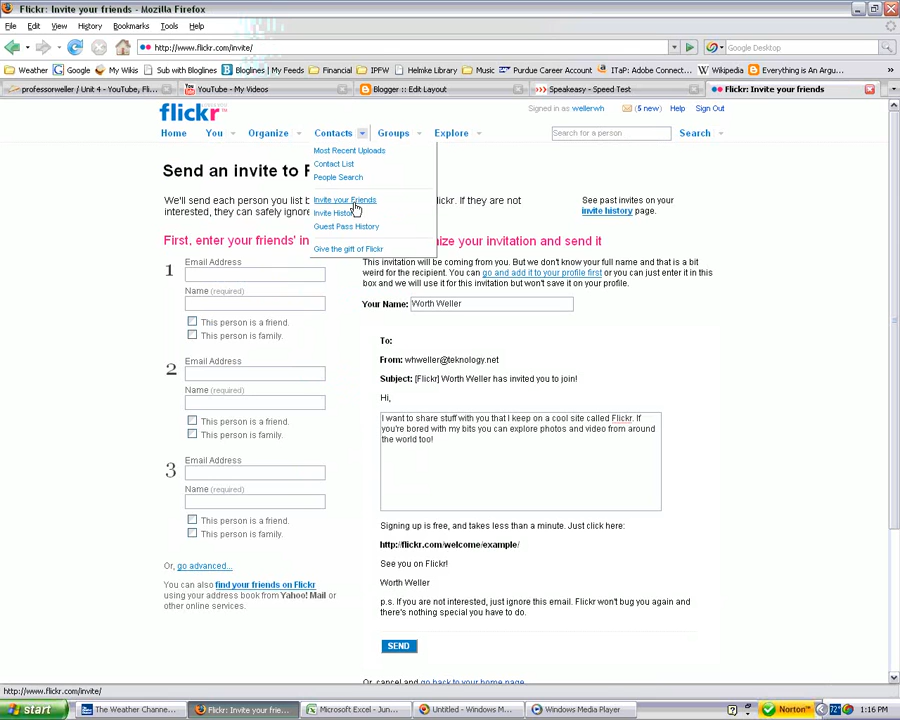 Flickr: Invite your friends - Mozilla Firefox
File Edit View History Bookmarks Tools Help
http://www.flickr.com/invite/
Google Desktop
Weather Google My Wikis Sub with Bloglines Bloglines | My Feeds Financial IPFW Helmke Library Music Purdue Career Account ITaP: Adobe Connect... Wikipedia Everything is An Argu...
professorweller / Unit 4 - YouTube, Fli... YouTube - My Videos Blogger :: Edit Layout Speakeasy - Speed Test Flickr: Invite your friends
flickr
Signed in as wellerwh (5 new) Help Sign Out
Home You Organize Contacts Groups Explore Search for a person Search
Most Recent Uploads
Contact List
People Search
Invite your Friends
Invite History
Guest Pass History
Give the gift of Flickr
Send an invite to F
We'll send each person you list b ickr. If they are not
interested, they can safely ignore
See past invites on your
invite history page.
First, enter your friends' in
mize your invitation and send it
1
Email Address
Name (required)
This person is a friend.
This person is family.
2
Email Address
Name (required)
This person is a friend.
This person is family.
3
Email Address
Name (required)
This person is a friend.
This person is family.
Or, go advanced...
You can also find your friends on Flickr
using your address book from Yahoo! Mail or
other online services.
This invitation will be coming from you. But we don't know your full name and that is a bit
weird for the recipient. You can go and add it to your profile first or you can just enter it in this
box and we will use it for this invitation but won't save it on your profile.
Your Name: Worth Weller
To:
From: whweller@teknology.net
Subject: [Flickr] Worth Weller has invited you to join!
Hi,
I want to share stuff with you that I keep on a cool site called Flickr. If
you're bored with my bits you can explore photos and video from around
the world too!
Signing up is free, and takes less than a minute. Just click here:
http://flickr.com/welcome/example/
See you on Flickr!
Worth Weller
p.s. If you are not interested, just ignore this email. Flickr won't bug you again and
there's nothing special you have to do.
SEND
Or, cancel and go back to your home page.
http://www.flickr.com/invite/
start The Weather Channe... Flickr: Invite your frie... Microsoft Excel - Jun... Untitled - Windows M... Windows Media Player Norton 72° 1:16 PM